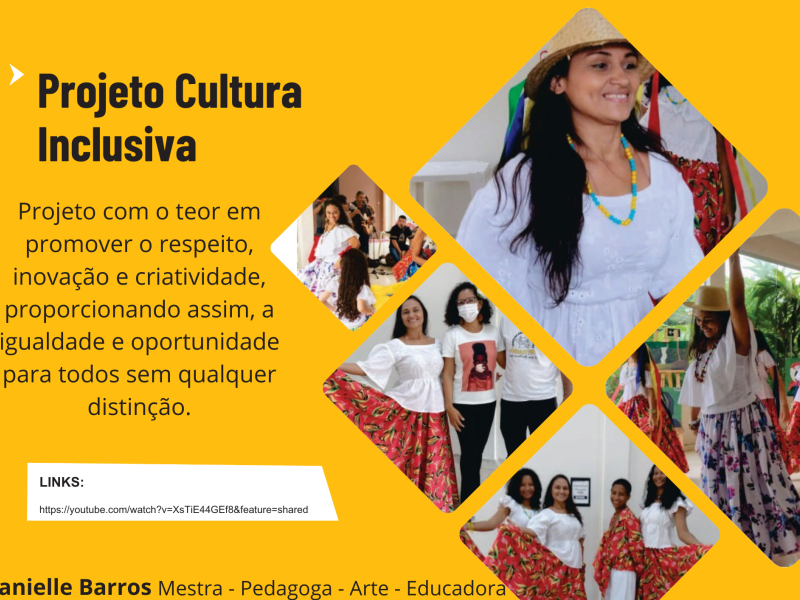 Projeto Cultura
Inclusiva
Projeto com o teor em
promover o respeito,
inovação e criatividade,
proporcionando assim, a
igualdade e oportunidade
para todos sem qualquer
distinção.
LINKS:
https://youtube.com/watch?v=XsTiE44GEf8&feature=shared
anielle Barros Mestra - Pedagoga - Arte - Educadora